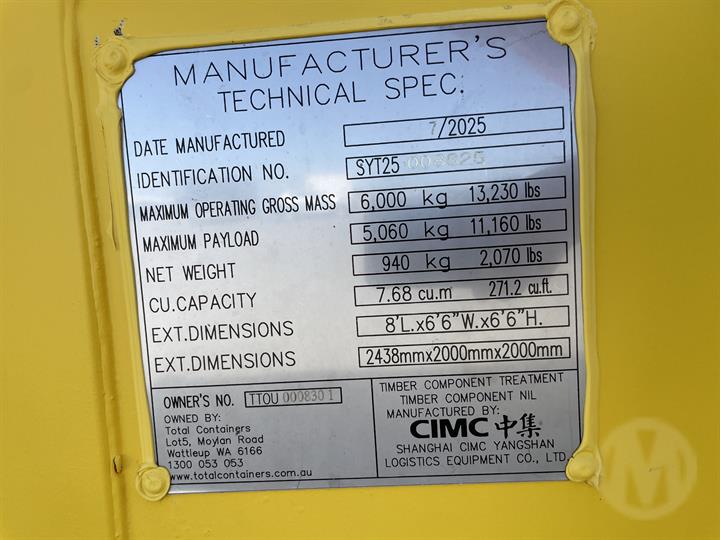 MANUFACTURER'S
TECHNICAL SPEC.
DATE MANUFACTURED 7/2025
IDENTIFICATION NO. SYT25
MAXIMUM OPERATING GROSS MASS 6,000 kg 13,230 lbs
MAXIMUM PAYLOAD 5,060 kg 11,160 lbs
NET WEIGHT 940 kg 2,070 lbs
CU.CAPACITY 7.68 cu.m 271.2 cu.ft.
EXT.DIMENSIONS 8'L.x6'6"W.x6'6"H.
EXT.DIMENSIONS 2438mmx2000mmx2000mm
OWNER'S NO. TTOU 000830 1
OWNED BY:
Total Containers
Lot5, Moylan Road
Wattleup WA 6166
1300 053 053
www.totalcontainers.com.au
TIMBER COMPONENT TREATMENT
TIMBER COMPONENT NIL
MANUFACTURED BY:
CIMC 中集
SHANGHAI CIMC YANGSHAN
LOGISTICS EQUIPMENT CO., LTD.
M